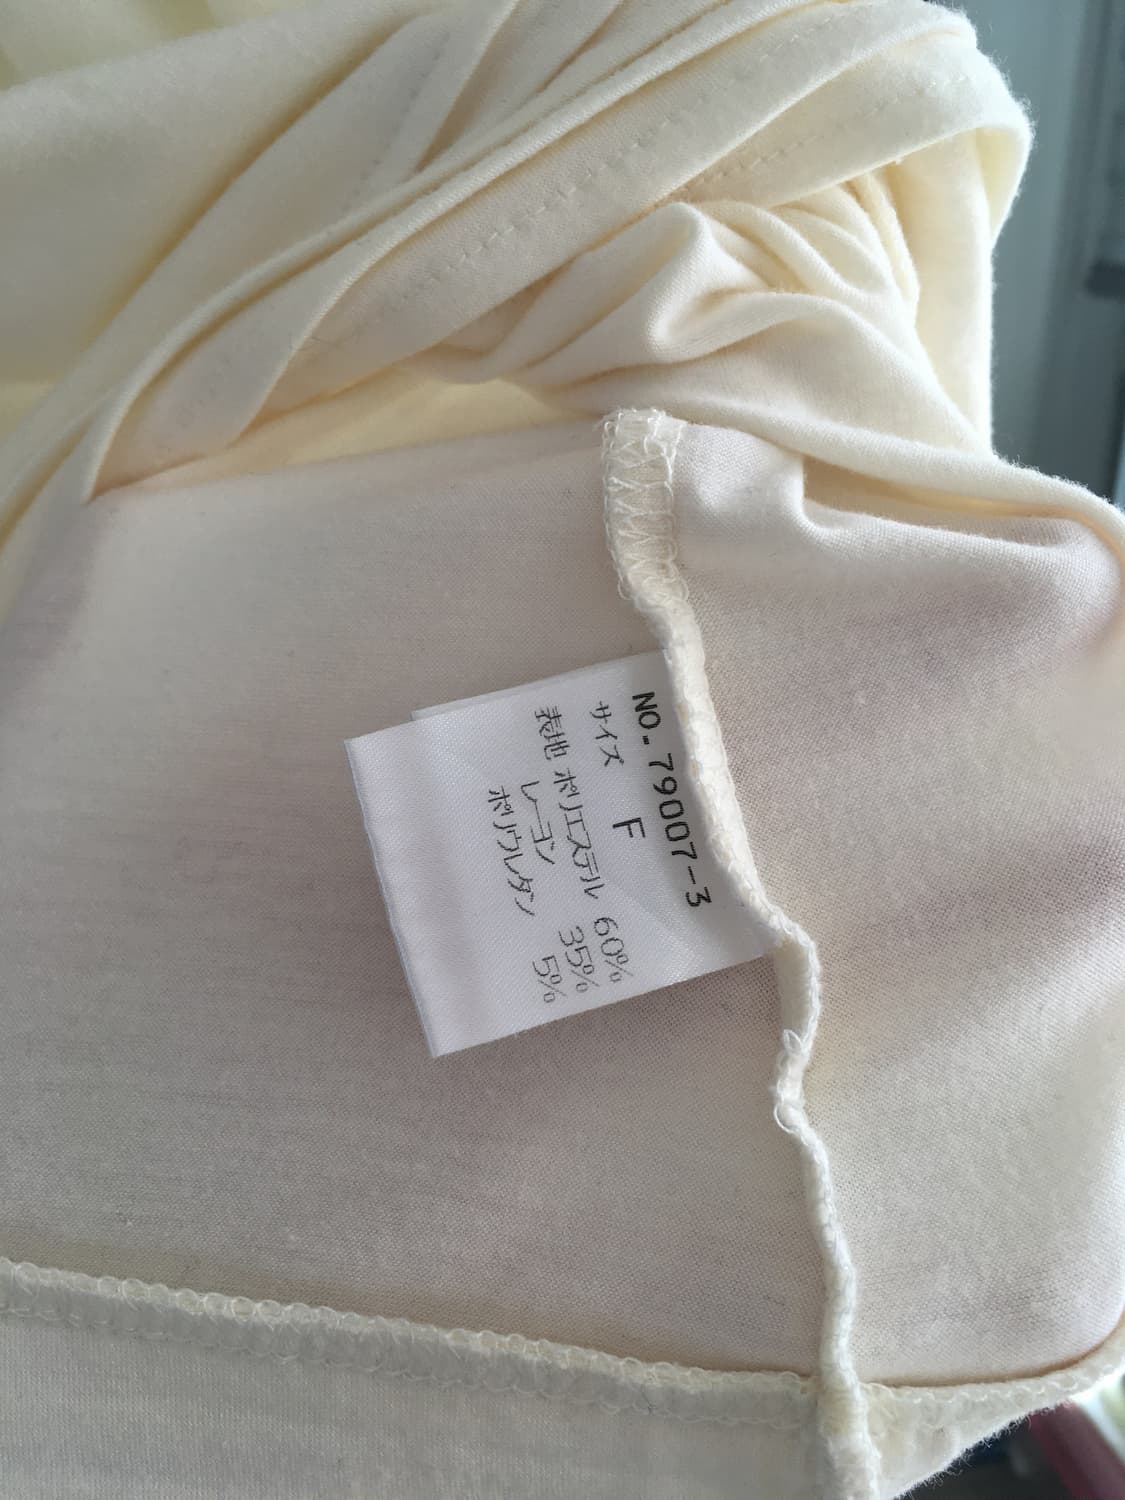 NO.79007-3
サイズ F
表地 ポリエステル 60%
レーヨン 35%
ポリウレタン 5%